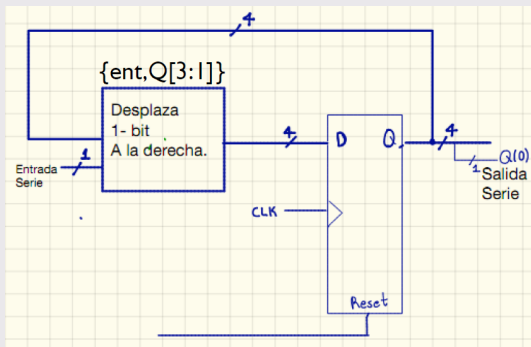 4
{ent,Q[3:1]}
Desplaza
1- bit
A la derecha.
Entrada
Serie
1
4
D
Q
4
Q(0)
1
Salida
Serie
CLK
Reset